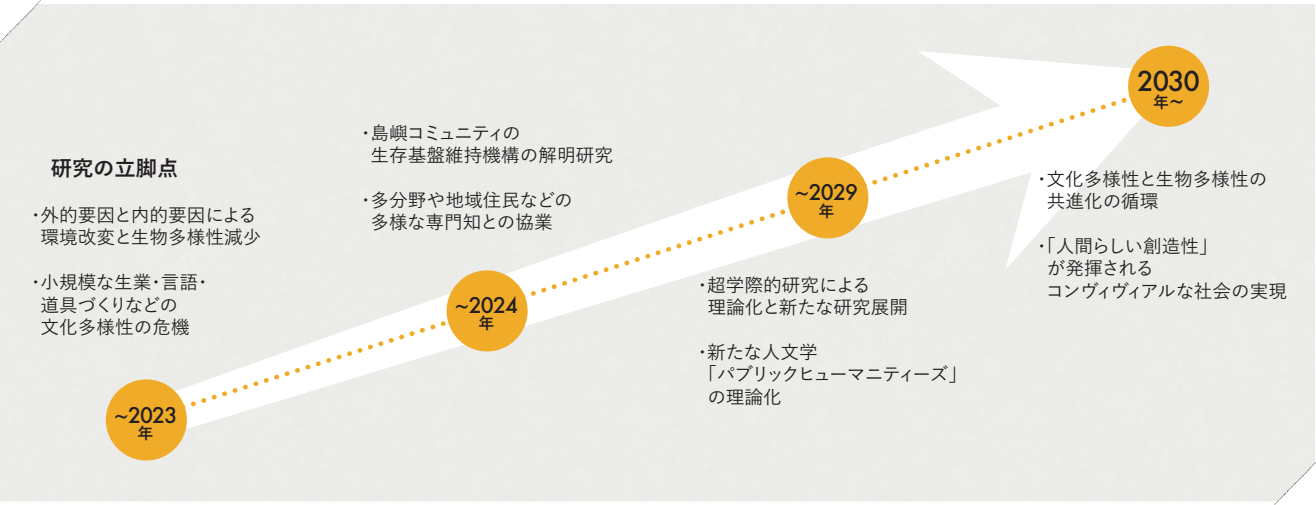 研究の立脚点
・外的要因と内的要因による
環境改変と生物多様性減少
・小規模な生業・言語・
道具づくりなどの
文化多様性の危機
~2023
年
・島嶼コミュニティの
生存基盤維持機構の解明研究
・多分野や地域住民などの
多様な専門知との協業
~2024
年
~2029
年
・超学際的研究による
理論化と新たな研究展開
・新たな人文学
「パブリックヒューマニティーズ」
の理論化
2030
年~
・文化多様性と生物多様性の
共進化の循環
・「人間らしい創造性」
が発揮される
コンヴィヴィアルな社会の実現